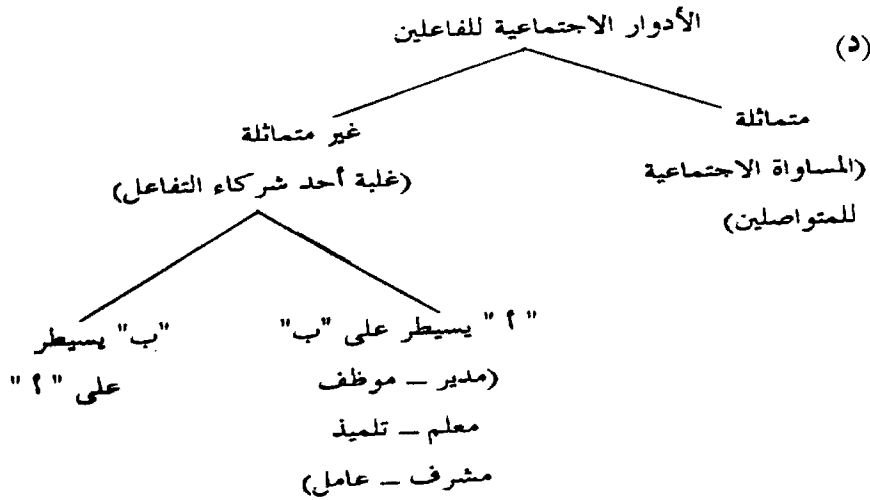 (د)
الأدوار الاجتماعية للفاعلين
متماثلة
(المساواة الاجتماعية
للمتواصلين)
غير متماثلة
(غلبة أحد شركاء التفاعل)
" أ " يسيطر على "ب"
(مدير – موظف
معلم – تلميذ
مشرف – عامل)
"ب" يسيطر
على " أ "